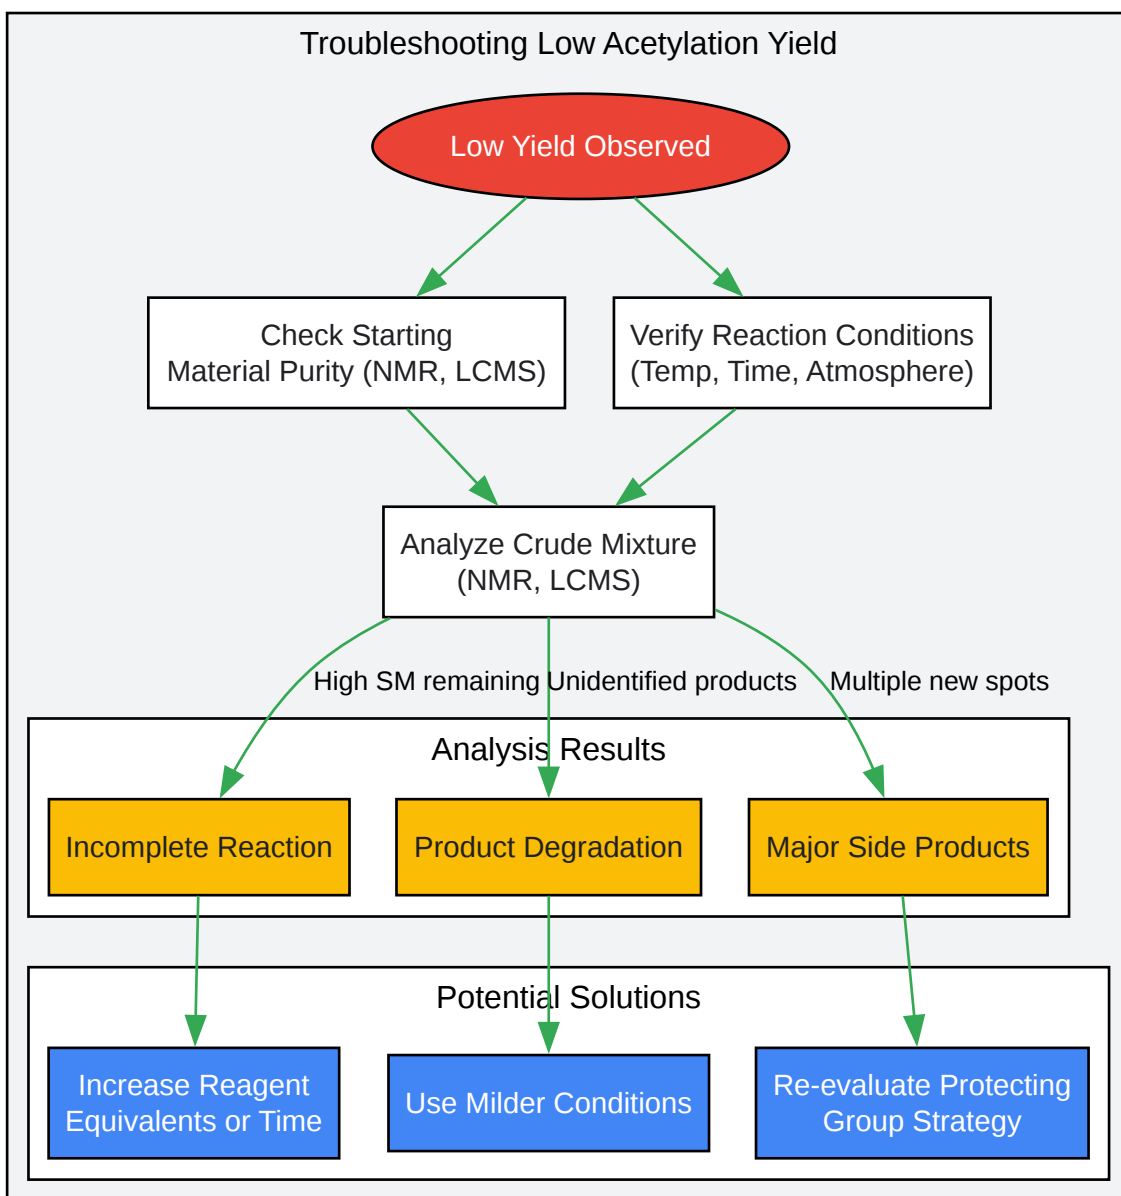 Troubleshooting Low Acetylation Yield
Low Yield Observed
Check Starting
Material Purity (NMR, LCMS)
Verify Reaction Conditions
(Temp, Time, Atmosphere)
Analyze Crude Mixture
(NMR, LCMS)
High SM remaining
Unidentified products
Multiple new spots
Analysis Results
Incomplete Reaction
Product Degradation
Major Side Products
Potential Solutions
Increase Reagent
Equivalents or Time
Use Milder Conditions
Re-evaluate Protecting
Group Strategy